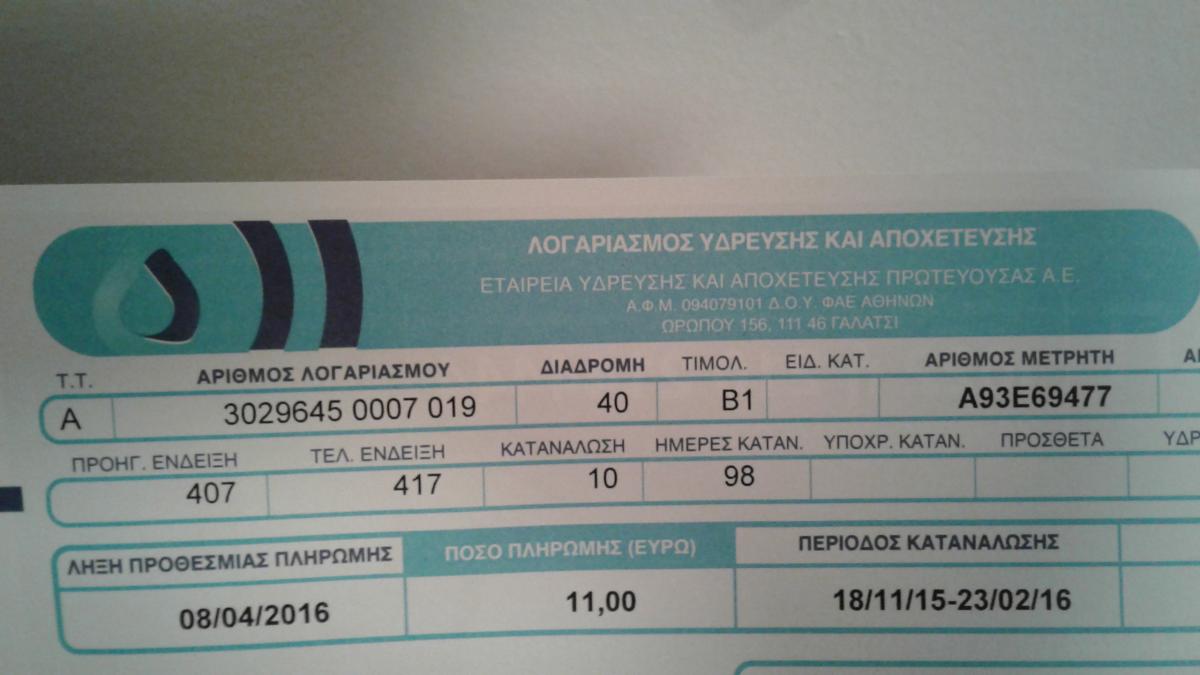 ΛΟΓΑΡΙΑΣΜΟΣ ΥΔΡΕΥΣΗΣ ΚΑΙ ΑΠΟΧΕΤΕΥΣΗΣ
ΕΤΑΙΡΕΙΑ ΥΔΡΕΥΣΗΣ ΚΑΙ ΑΠΟΧΕΤΕΥΣΗΣ ΠΡΩΤΕΥΟΥΣΑΣ Α.Ε.
Α.Φ.Μ. 094079101 Δ.Ο.Υ. ΦΑΕ ΑΘΗΝΩΝ
ΩΡΩΠΟΥ 156, 111 46 ΓΑΛΑΤΣΙ
Τ.Τ. ΑΡΙΘΜΟΣ ΛΟΓΑΡΙΑΣΜΟΥ ΔΙΑΔΡΟΜΗ ΤΙΜΟΛ. ΕΙΔ. ΚΑΤ. ΑΡΙΘΜΟΣ ΜΕΤΡΗΤΗ
Α 3029645 0007 019 40 Β1 A93E69477
ΠΡΟΗΓ. ΕΝΔΕΙΞΗ ΤΕΛ. ΕΝΔΕΙΞΗ ΚΑΤΑΝΑΛΩΣΗ ΗΜΕΡΕΣ ΚΑΤΑΝ. ΥΠΟΧΡ. ΚΑΤΑΝ. ΠΡΟΣΘΕΤΑ ΥΔΡ
407 417 10 98
ΛΗΞΗ ΠΡΟΘΕΣΜΙΑΣ ΠΛΗΡΩΜΗΣ ΠΟΣΟ ΠΛΗΡΩΜΗΣ (ΕΥΡΩ) ΠΕΡΙΟΔΟΣ ΚΑΤΑΝΑΛΩΣΗΣ
08/04/2016 11,00 18/11/15-23/02/16